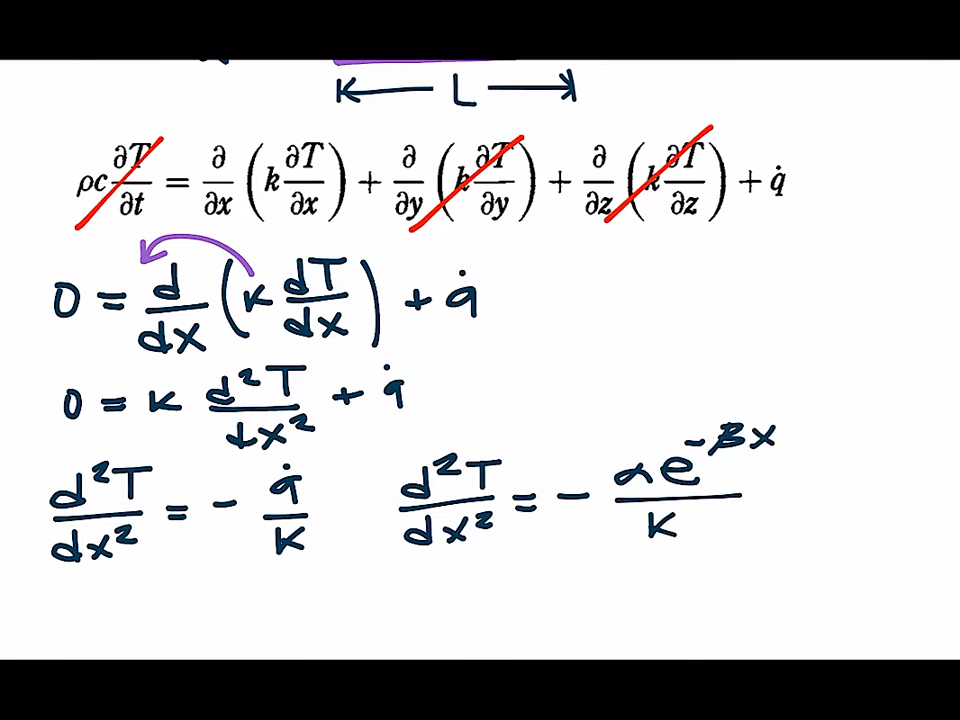 L
ρc ∂T/∂t = ∂/∂x (k ∂T/∂x) + ∂/∂y (k ∂T/∂y) + ∂/∂z (k ∂T/∂z) + q̇
0 = d/dx (K dT/dx) + q̇
0 = K d²T/dx² + q̇
d²T/dx² = - q̇/K d²T/dx² = - αe^-βx/K